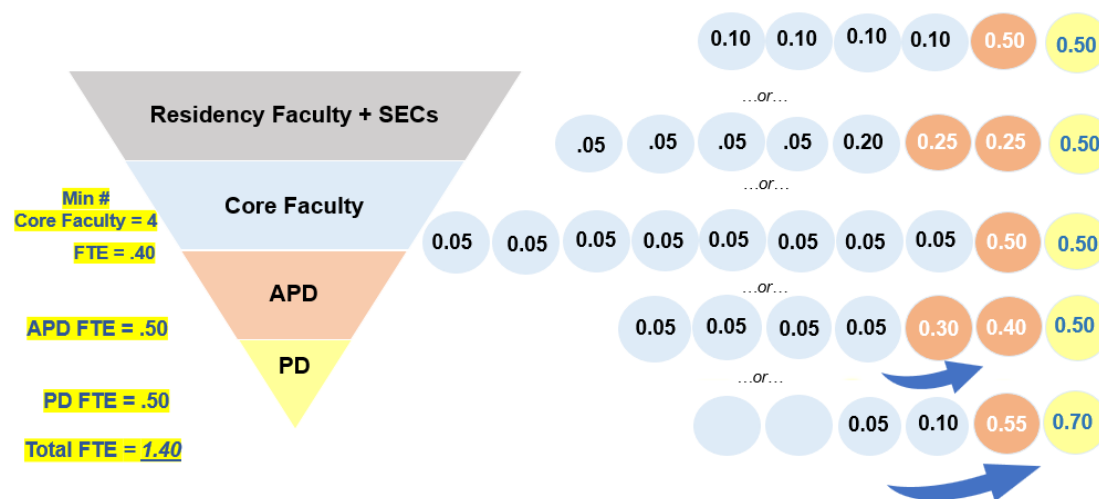 Residency Faculty + SECs
Core Faculty
APD
PD
Min #
Core Faculty = 4
FTE = .40
APD FTE = .50
PD FTE = .50
Total FTE = 1.40
0.10 0.10 0.10 0.10 0.50 0.50
...or...
.05 .05 .05 .05 0.20 0.25 0.25 0.50
...or...
0.05 0.05 0.05 0.05 0.05 0.05 0.05 0.05 0.50 0.50
...or...
0.05 0.05 0.05 0.05 0.30 0.40 0.50
...or...
0.05 0.10 0.55 0.70